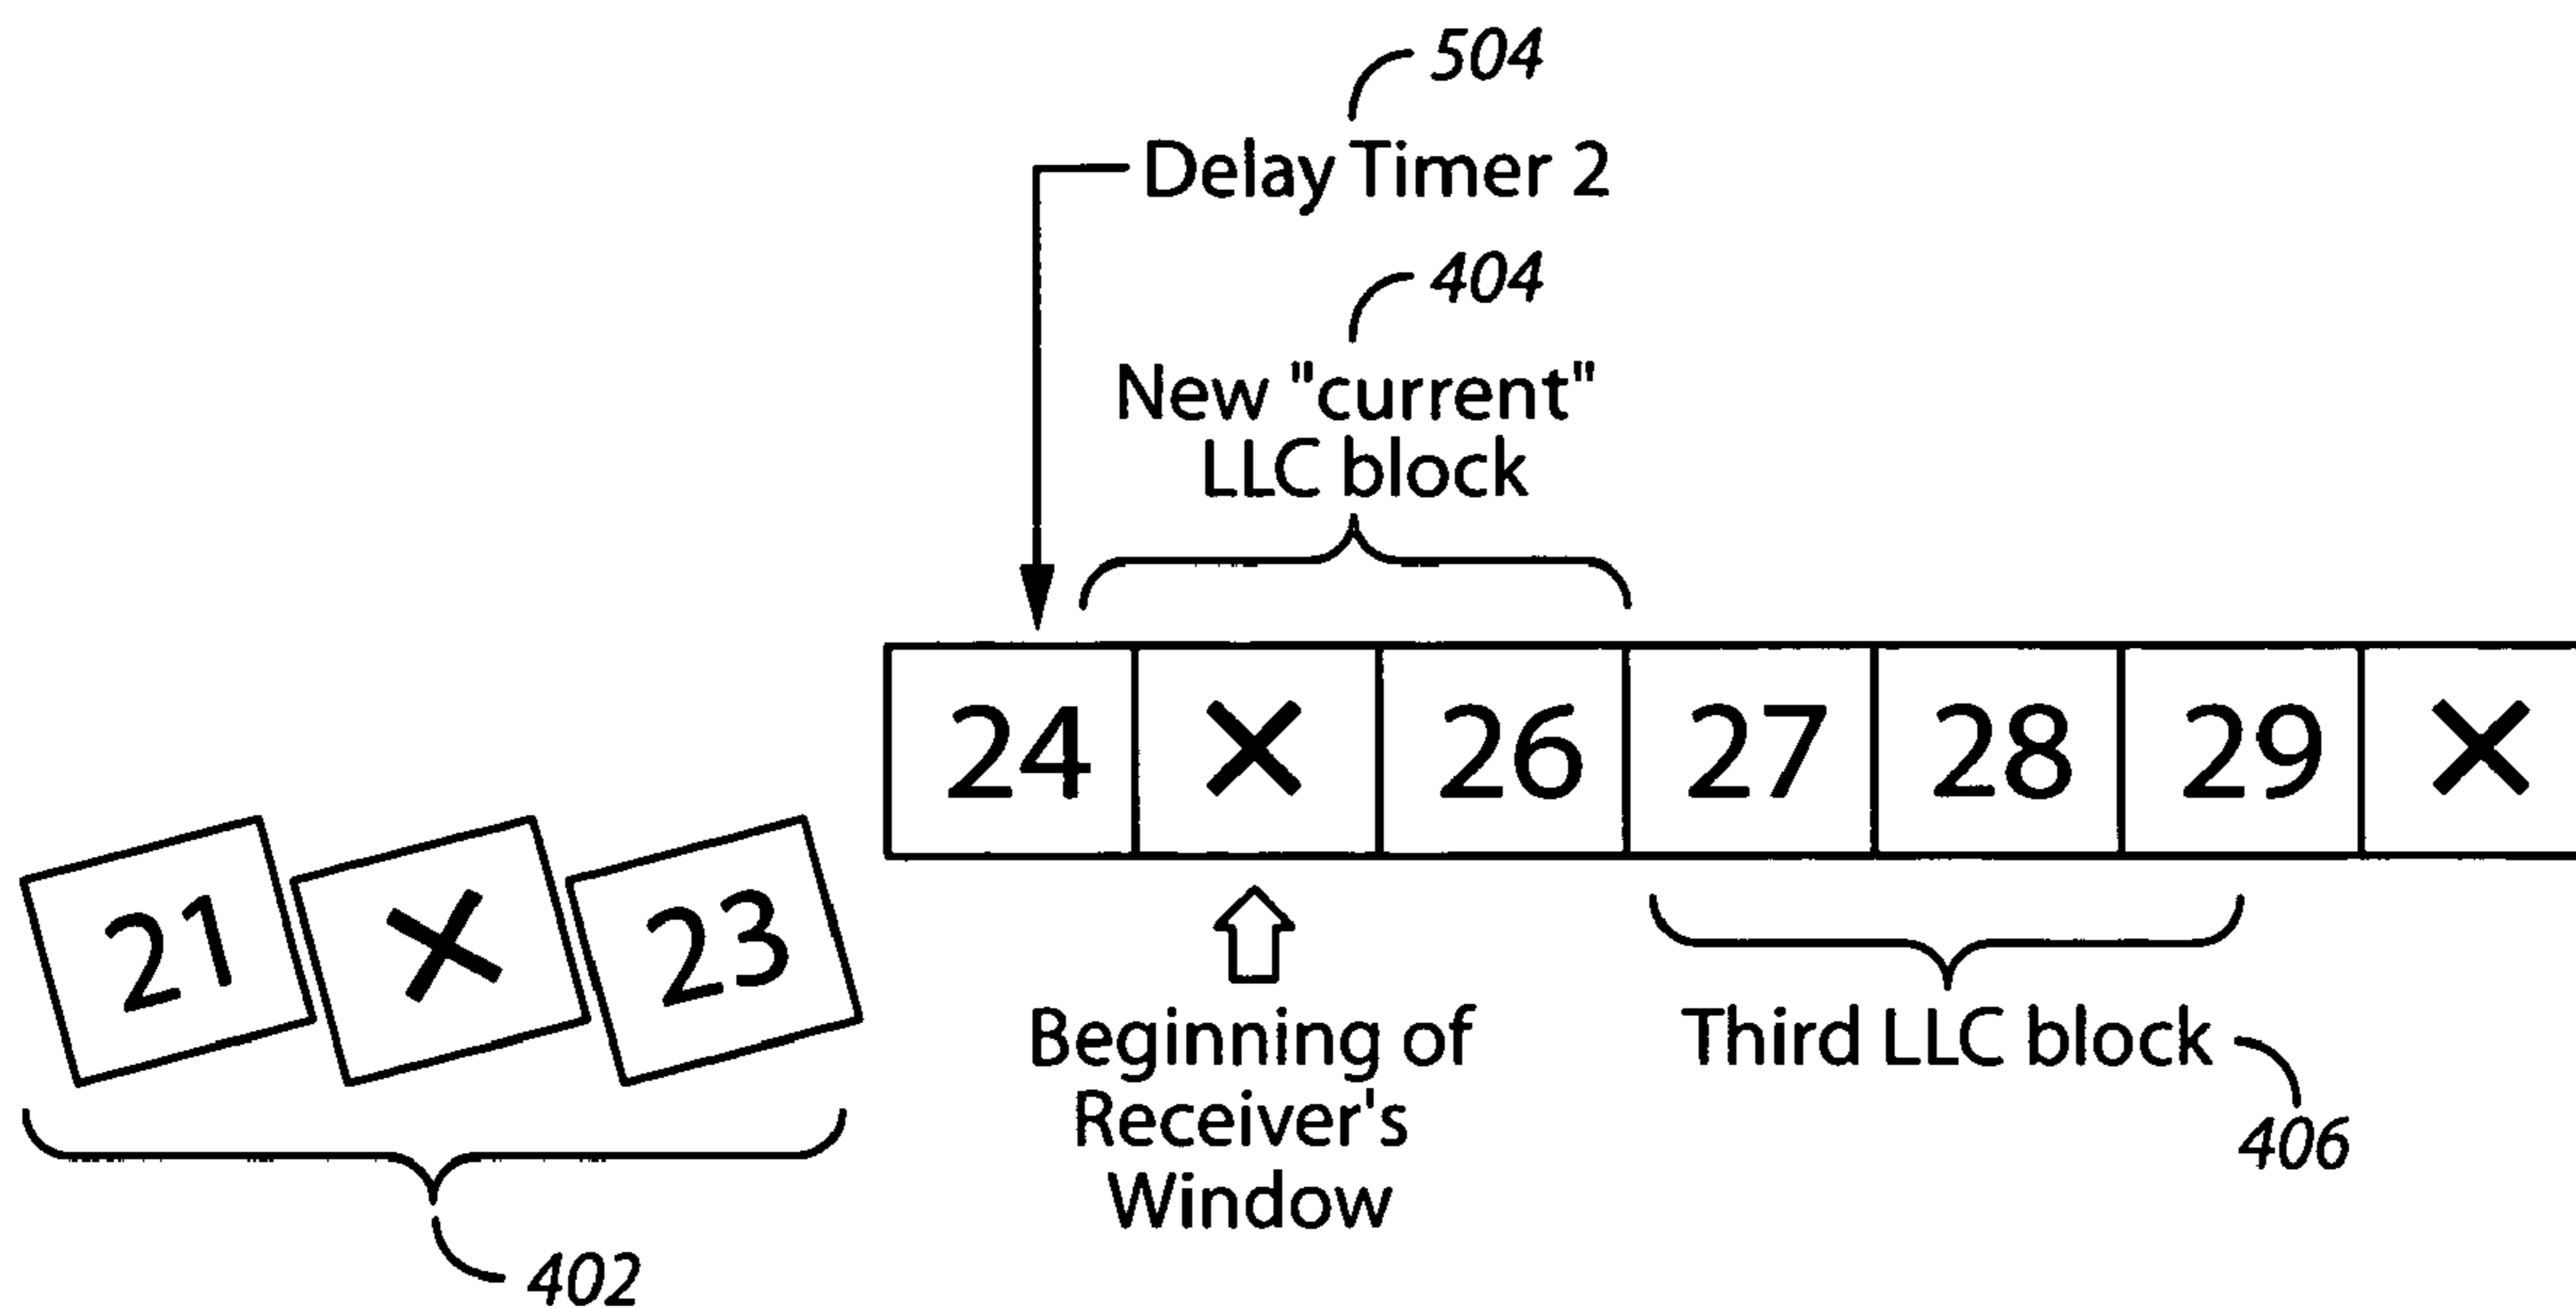 504
Delay Timer 2
404
New "current"
LLC block
24 × 26 27 28 29 ×
21 × 23
Beginning of
Receiver's
Window
Third LLC block
406
402